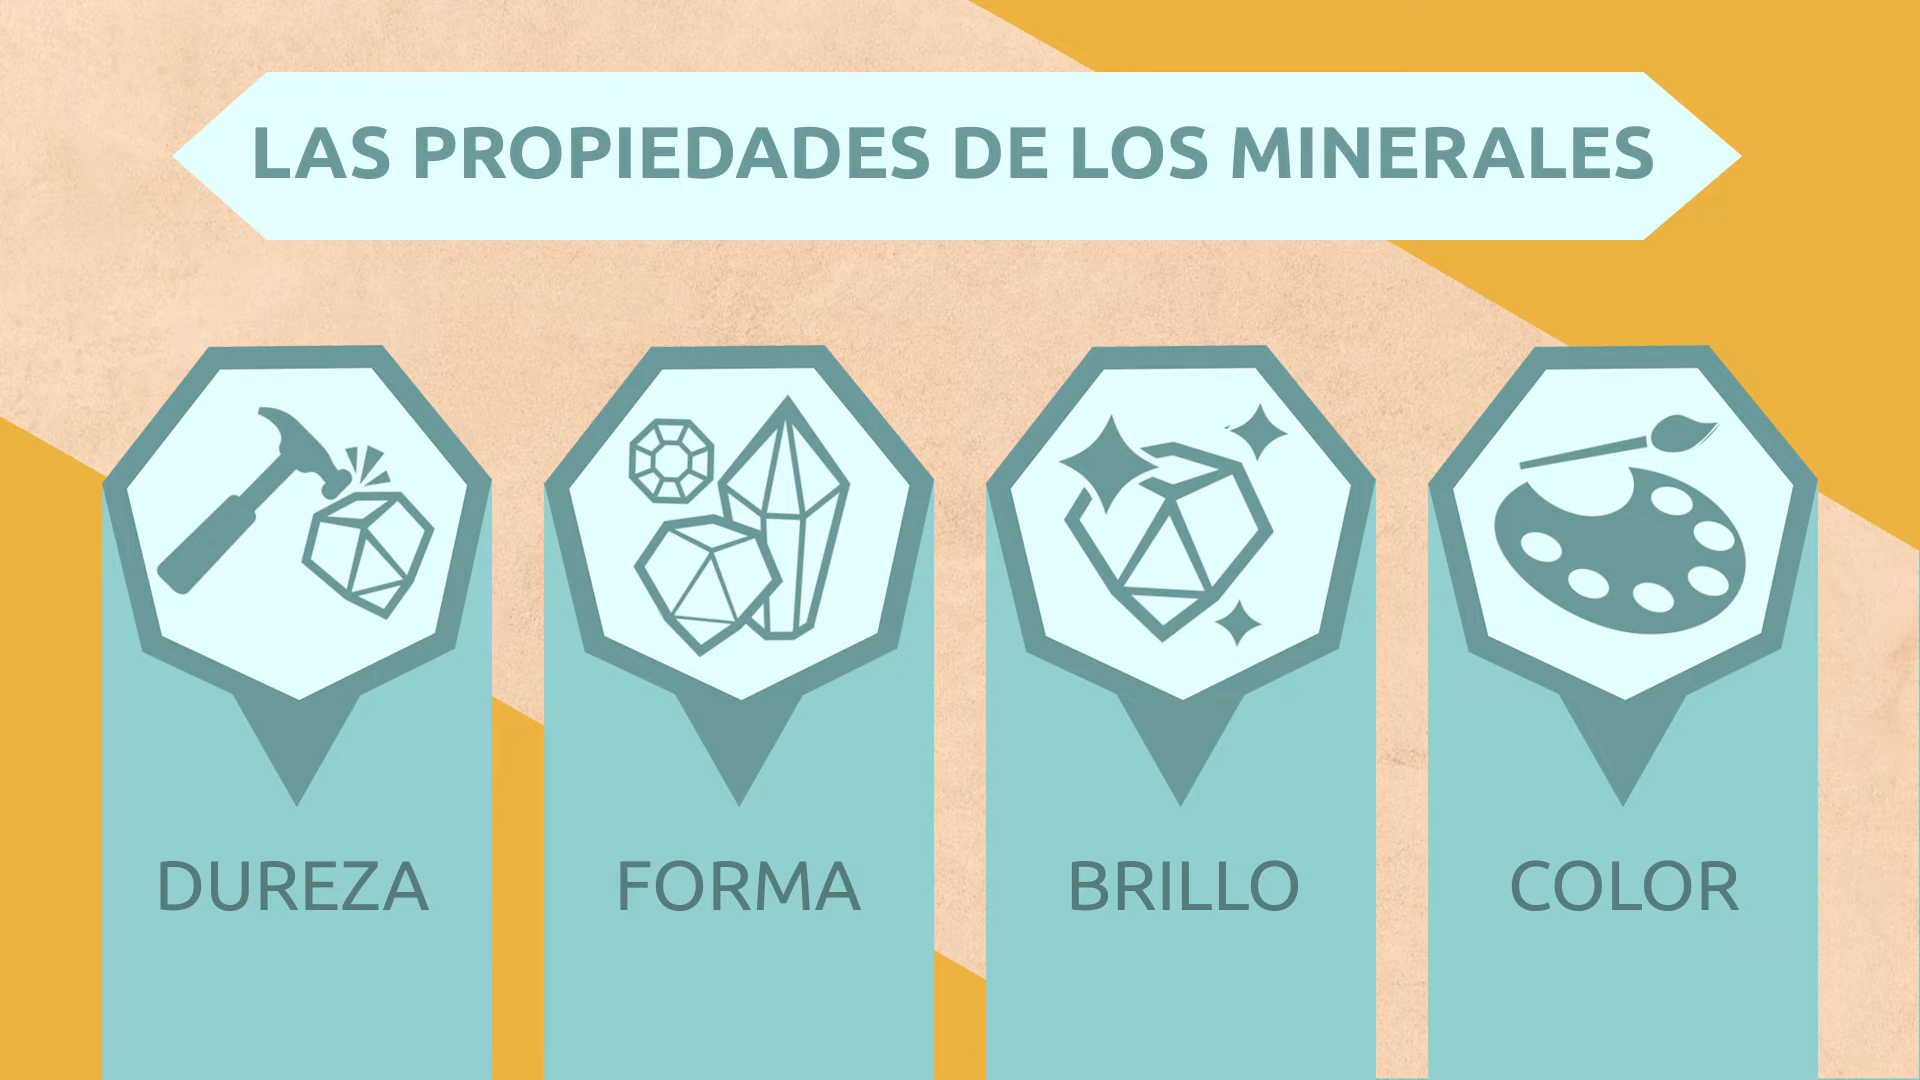 LAS PROPIEDADES DE LOS MINERALES
DUREZA
FORMA
BRILLO
COLOR